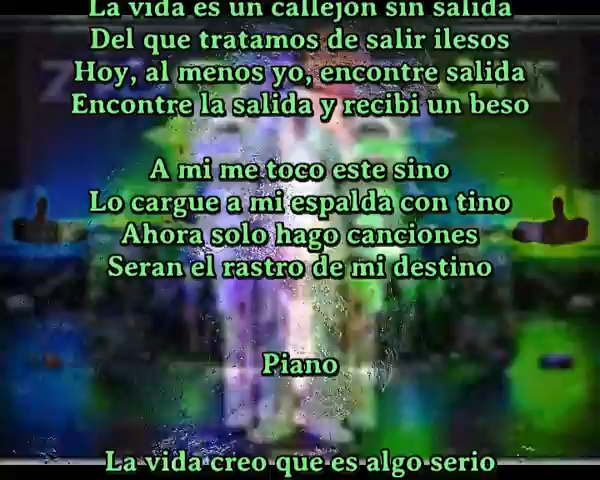 La vida es un callejon sin salida
Del que tratamos de salir ilesos
Hoy, al menos yo, encontre salida
Encontre la salida y recibi un beso
A mi me toco este sino
Lo cargue a mi espalda con tino
Ahora solo hago canciones
Seran el rastro de mi destino
Piano
La vida creo que es algo serio